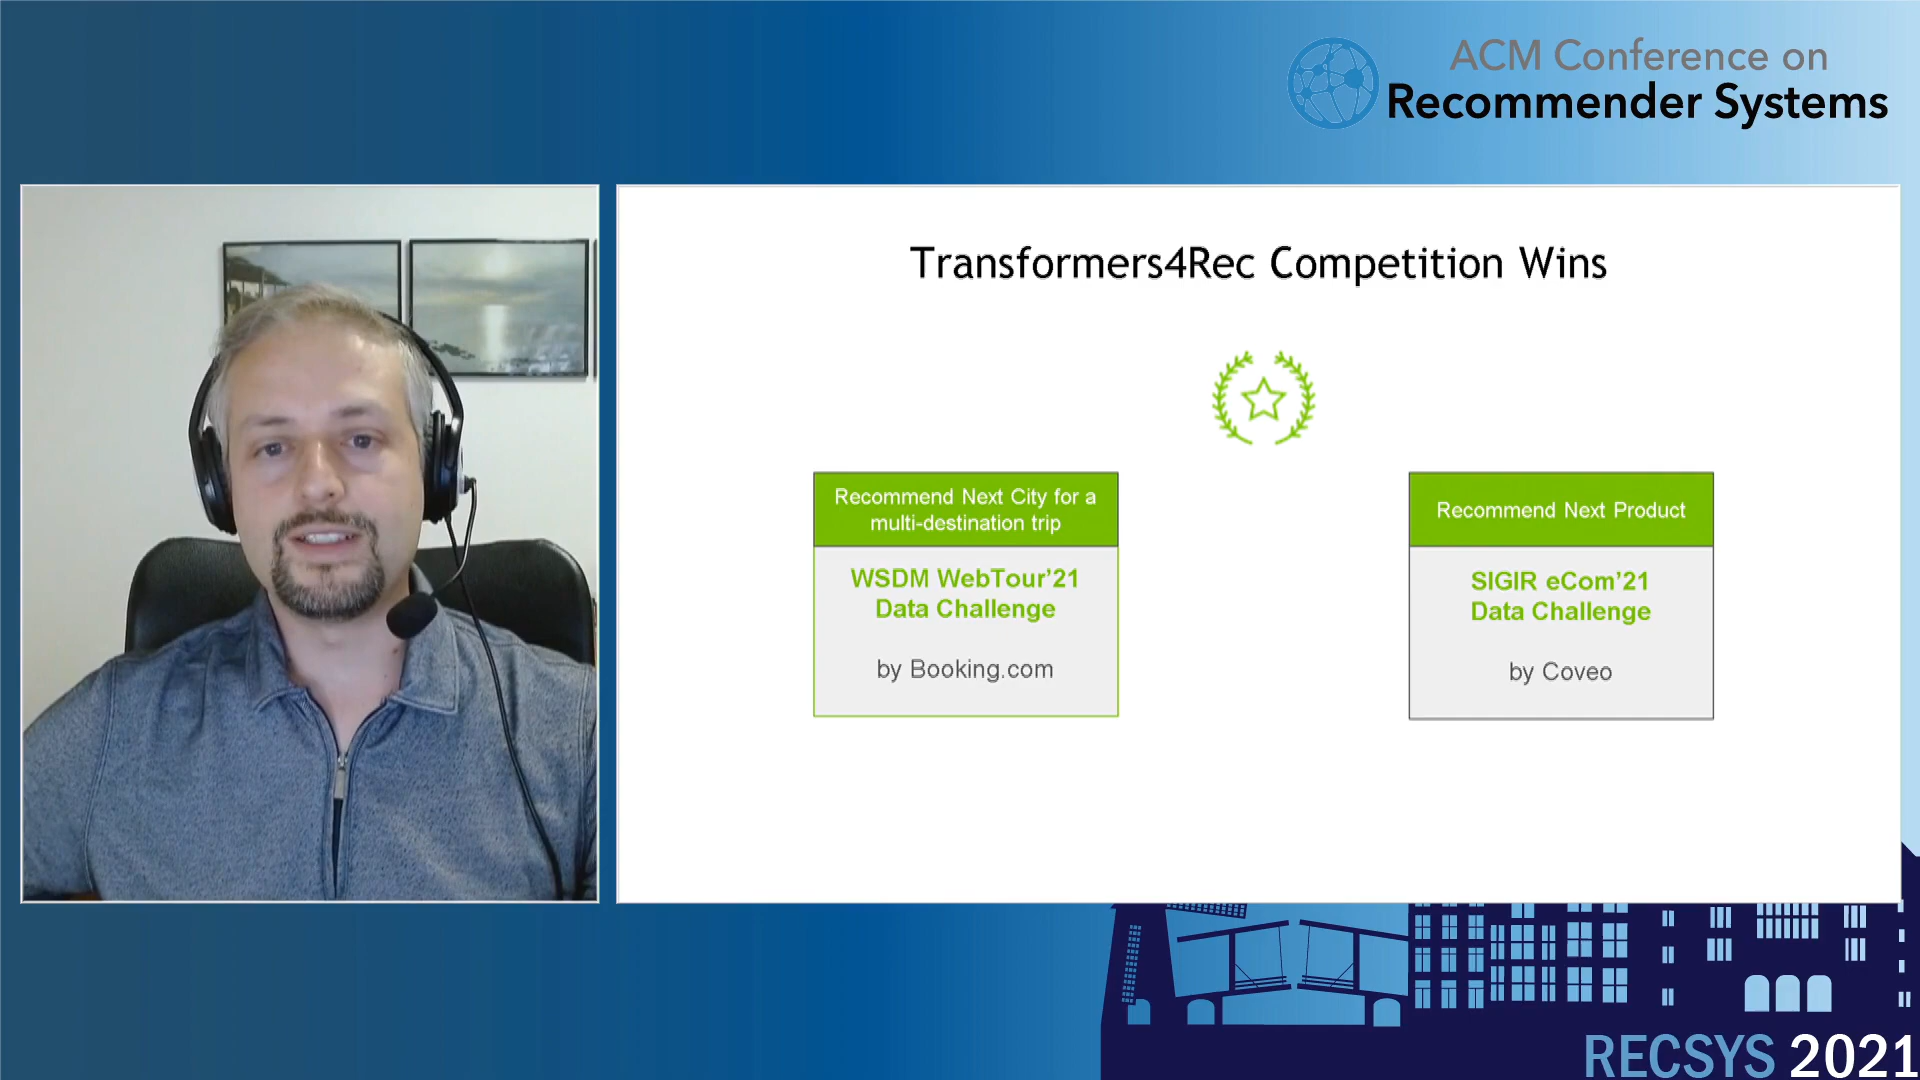 ACM Conference on
Recommender Systems
Transformers4Rec Competition Wins
Recommend Next City for a
multi-destination trip
WSDM WebTour’21
Data Challenge
by Booking.com
Recommend Next Product
SIGIR eCom’21
Data Challenge
by Coveo
RECSYS 2021